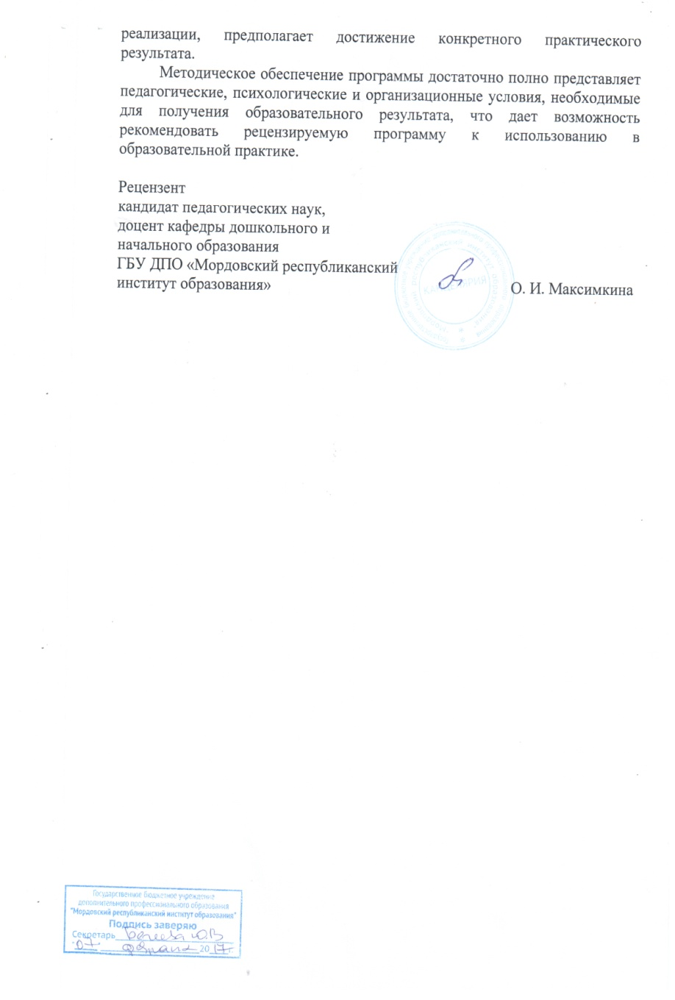 реализации, предполагает достижение конкретного практического
результата.
Методическое обеспечение программы достаточно полно представляет
педагогические, психологические и организационные условия, необходимые
для получения образовательного результата, что дает возможность
рекомендовать рецензируемую программу к использованию в
образовательной практике.
Рецензент
кандидат педагогических наук,
доцент кафедры дошкольного и
начального образования
ГБУ ДПО «Мордовский республиканский
институт образования»
КАНЦЕЛЯРИЯ
О. И. Максимкина
Государственное бюджетное учреждение
дополнительного профессионального образования
"Мордовский республиканский институт образования"
Подпись заверяю
Секретарь Ю.В
"07" февраля 2017 г.